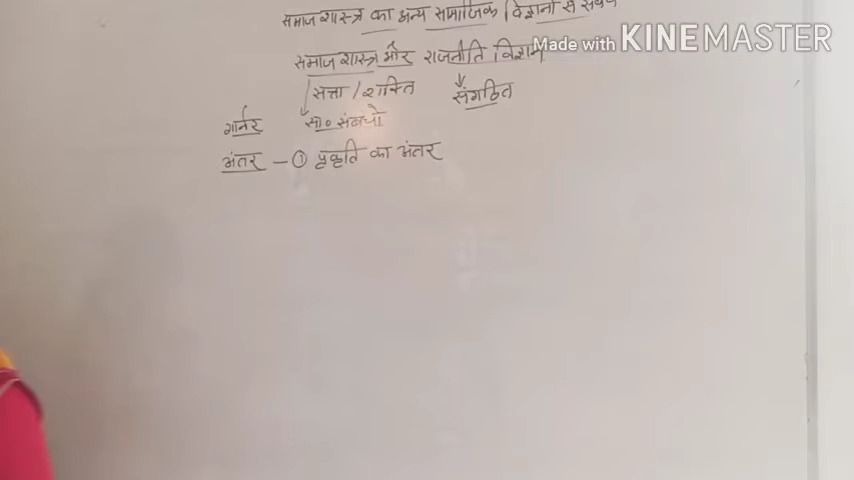 समाजशास्त्र का अन्य समाजिक विज्ञानों से संबंध
Made with KINEMASTER
समाजशास्त्र और राजनीति विज्ञान
सत्ता / शक्ति संगठित
गार्नर सा० संबंधो
अंतर - ① प्रकृति का अंतर